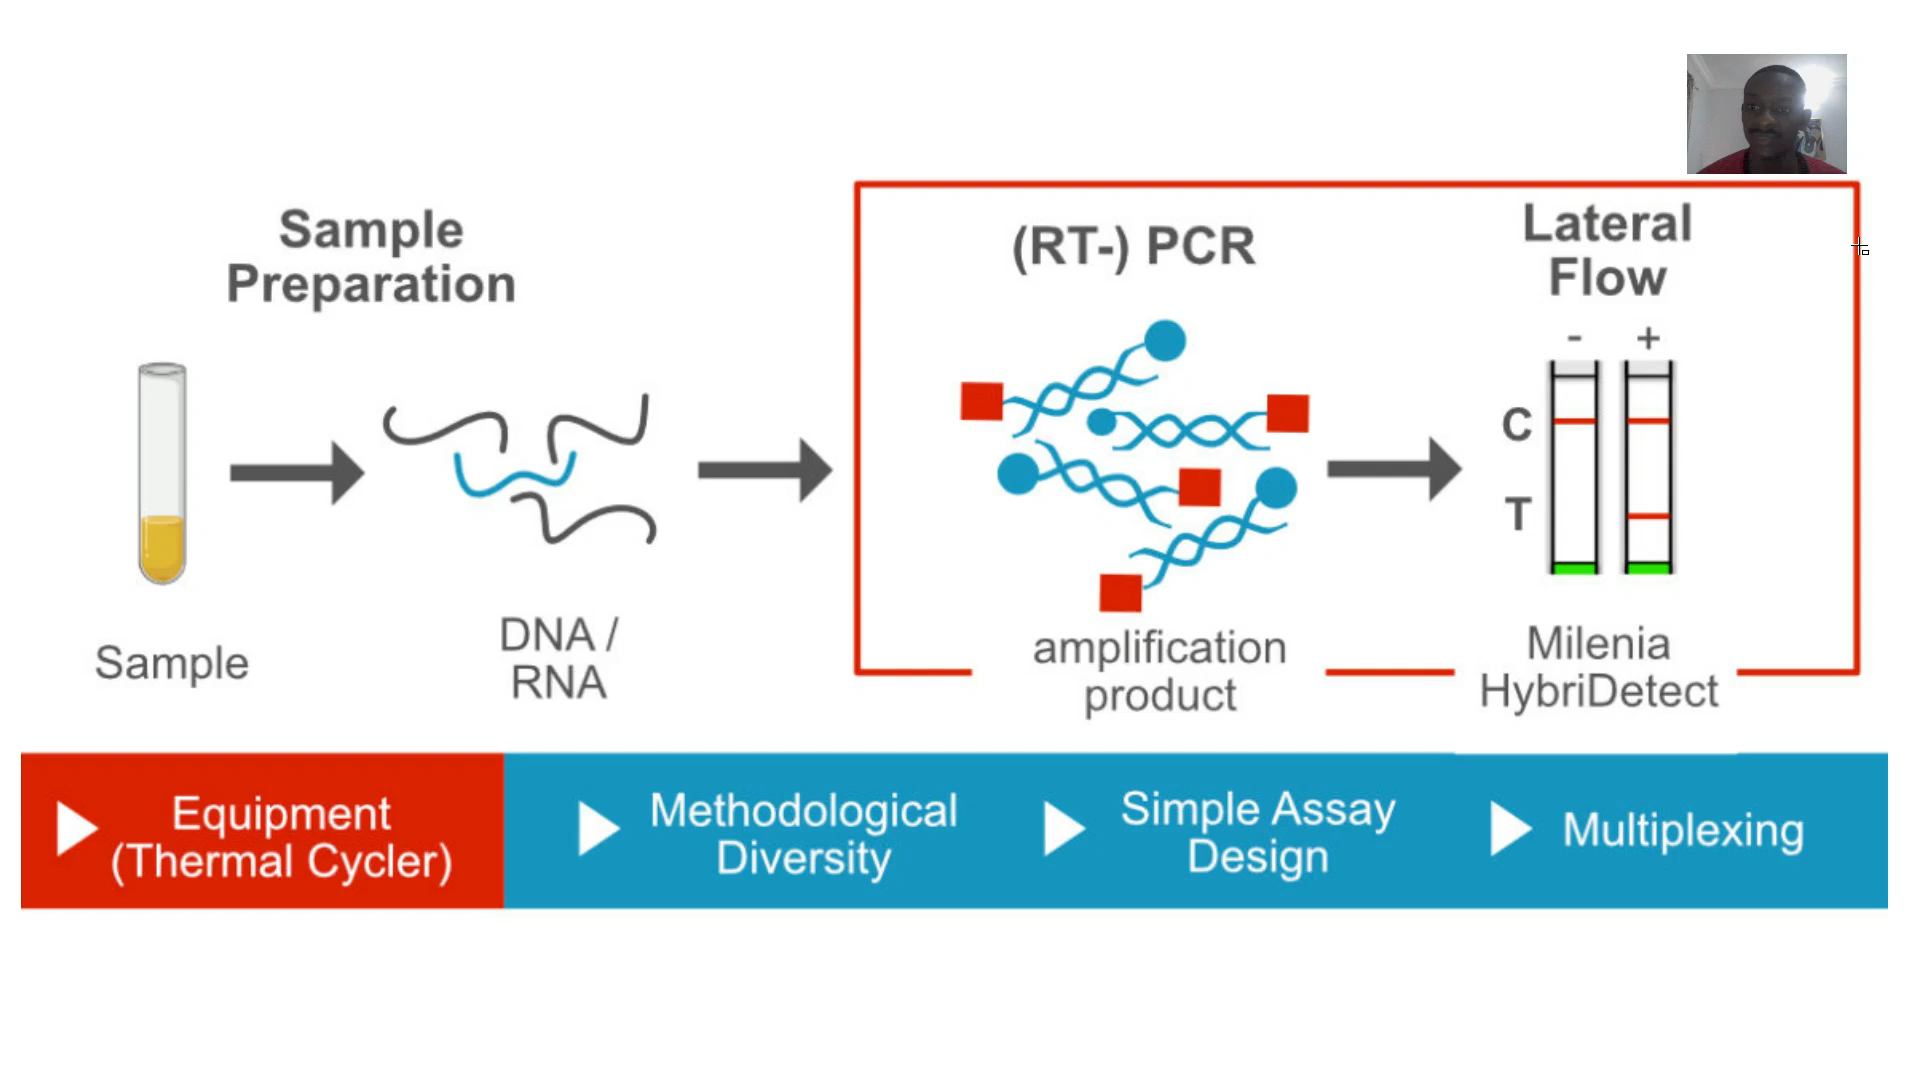 Sample
Preparation
(RT-) PCR
Lateral
Flow
- +
C
T
Sample
DNA /
RNA
amplification
product
Milenia
HybriDetect
Equipment
(Thermal Cycler)
Methodological
Diversity
Simple Assay
Design
Multiplexing